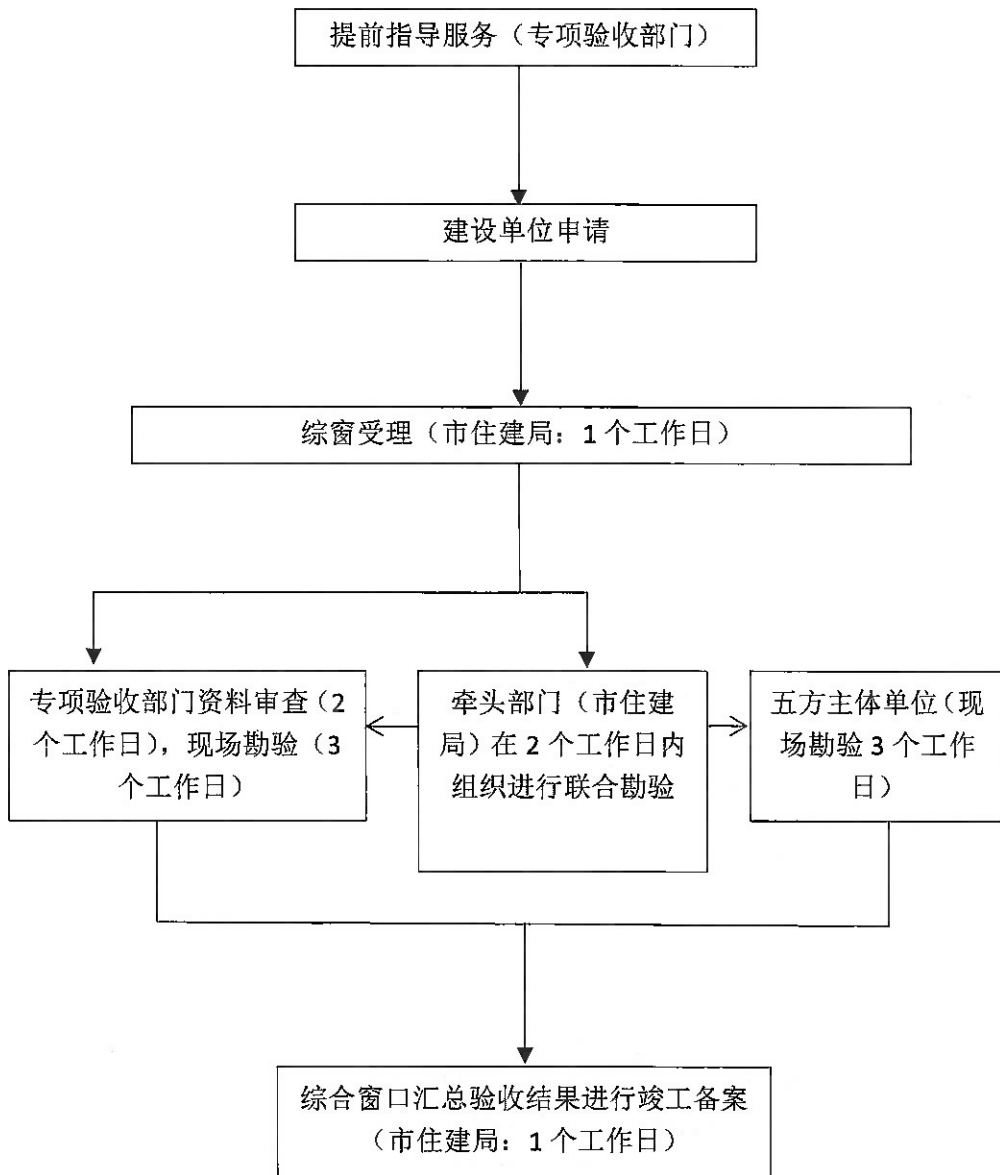 提前指导服务（专项验收部门）
建设单位申请
综窗受理（市住建局：1个工作日）
专项验收部门资料审查（2
个工作日），现场勘验（3
个工作日）
牵头部门（市住建
局）在2个工作日内
组织进行联合勘验
五方主体单位（现
场勘验3个工作
日）
综合窗口汇总验收结果进行竣工备案
（市住建局：1个工作日）